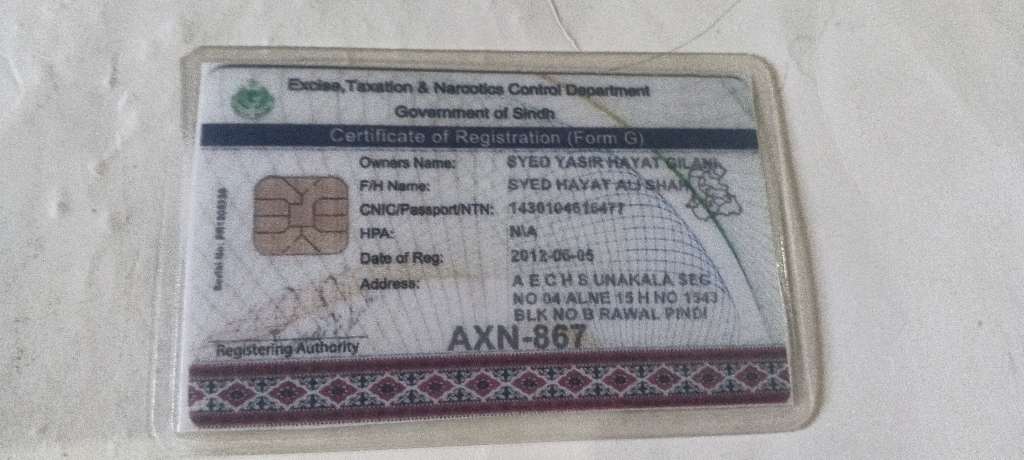 Excise,Taxation & Narcotics Control Department
Government of Sindh
Certificate of Registration (Form G)
Owners Name: SYED YASIR HAYAT GILANI
F/H Name: SYED HAYAT ALI SHAH
CNIC/Passport/NTN:
HPA: N\A
Date of Reg: 2012-06-05
Address: A E C H S UNAKALA SEC
NO 04 ALNE 15 H NO 1343
BLK NO B RAWAL PINDI
AXN-867
Registering Authority
Serial No.